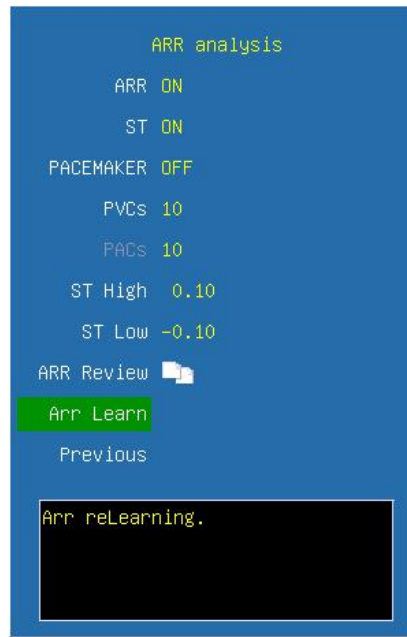 ARR analysis
ARR ON
ST ON
PACEMAKER OFF
PVCs 10
PACs 10
ST High 0.10
ST Low -0.10
ARR Review
Arr Learn
Previous
Arr reLearning.